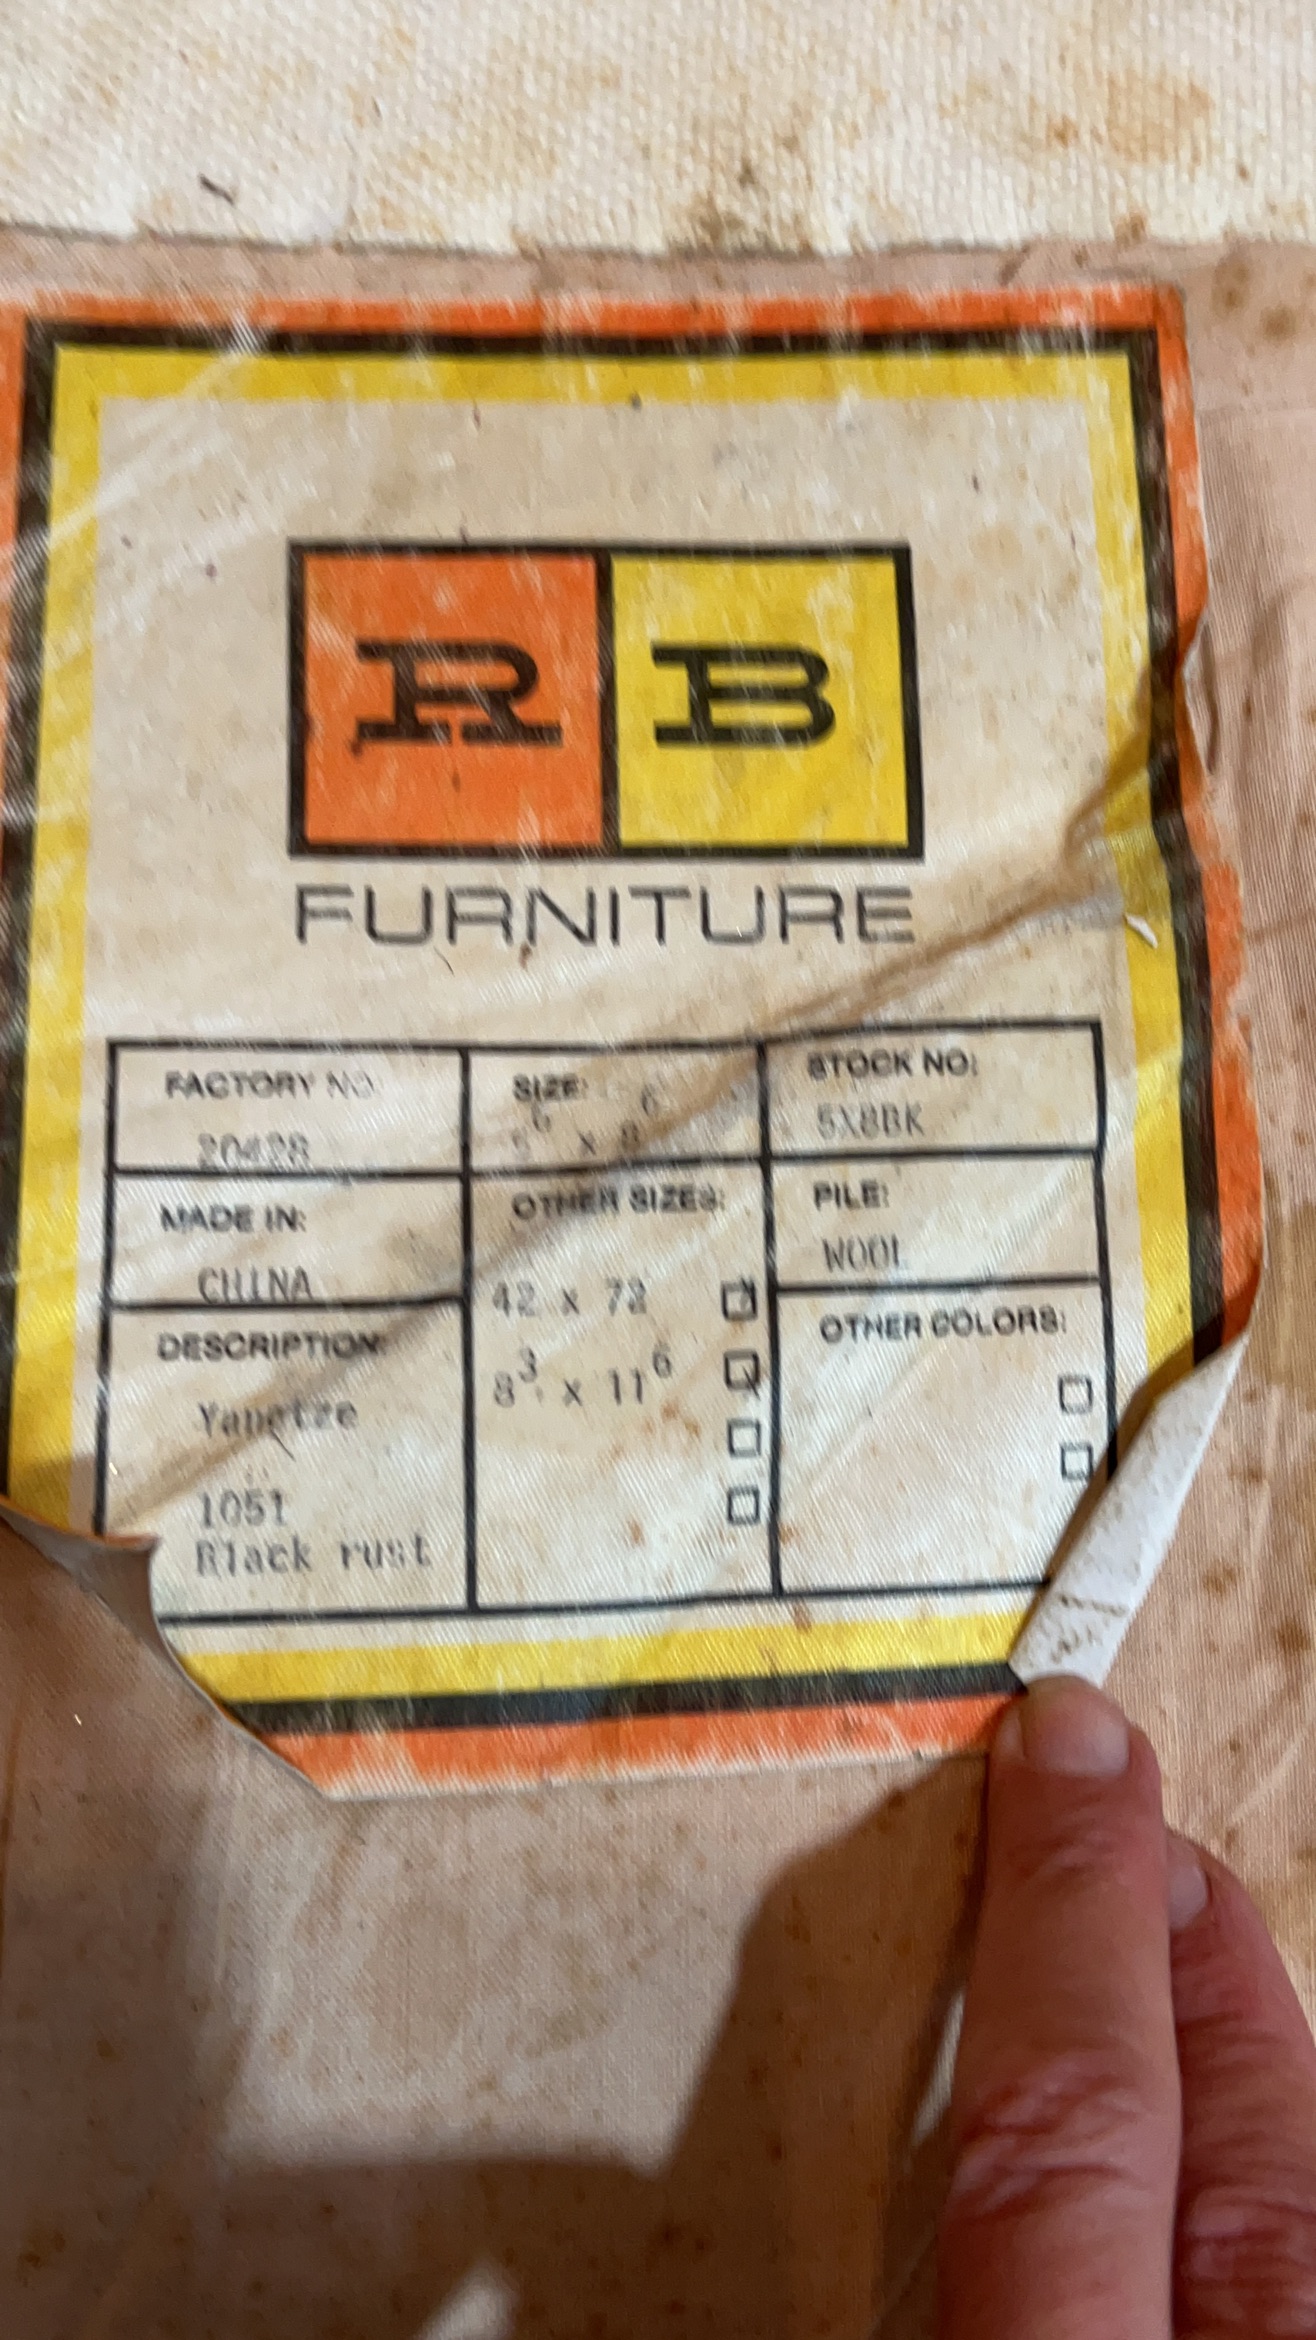 R B
FURNITURE
FACTORY NO:
SIZE:
STOCK NO:
5X8BK
MADE IN:
CHINA
OTHER SIZES:
42 x 72
8³ x 11⁶
PILE:
WOOL
DESCRIPTION:
Yangtze
1051
Black rust
OTHER COLORS: